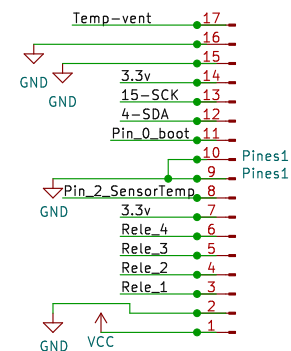 Temp-vent 17
16
GND 15
GND
3.3v 14
15-SCK 13
4-SDA 12
Pin_0_boot 11
10 Pines1
9 Pines1
GND Pin_2_SensorTemp 8
3.3v 7
Rele_4 6
Rele_3 5
Rele_2 4
Rele_1 3
2
GND VCC 1